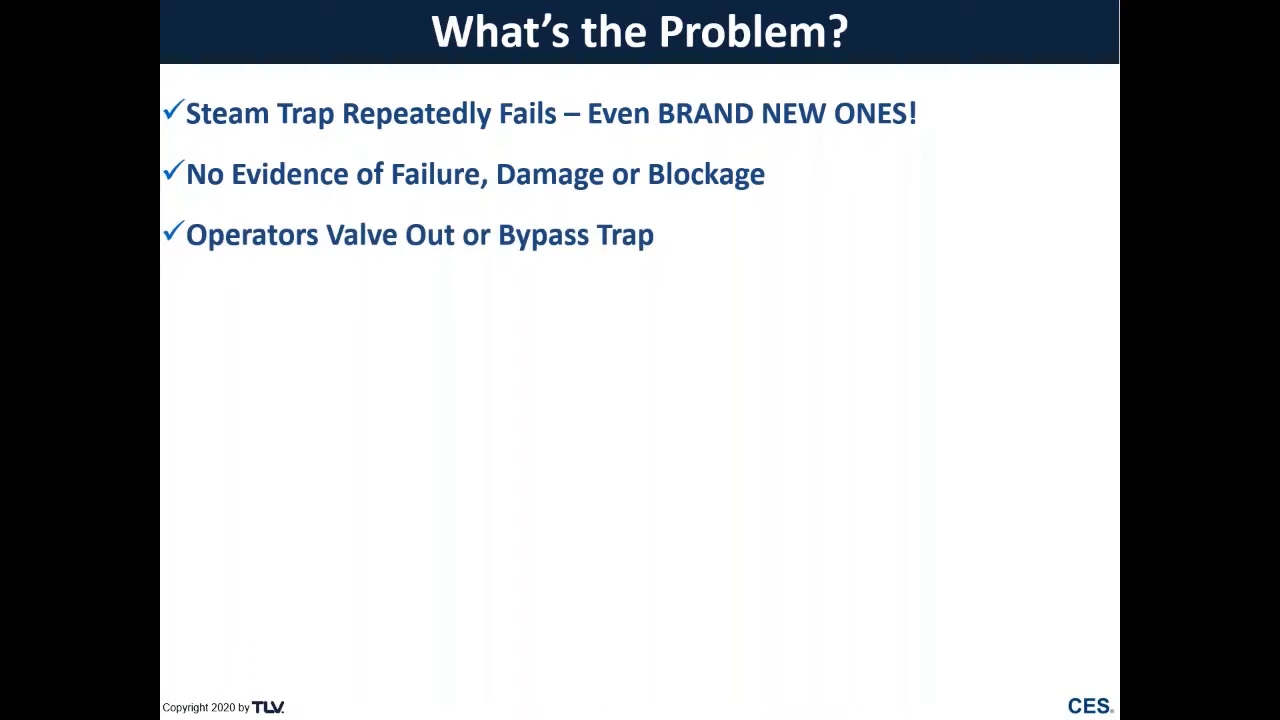 What's the Problem?
✓Steam Trap Repeatedly Fails – Even BRAND NEW ONES!
✓No Evidence of Failure, Damage or Blockage
✓Operators Valve Out or Bypass Trap
Copyright 2020 by TLV.
CES.